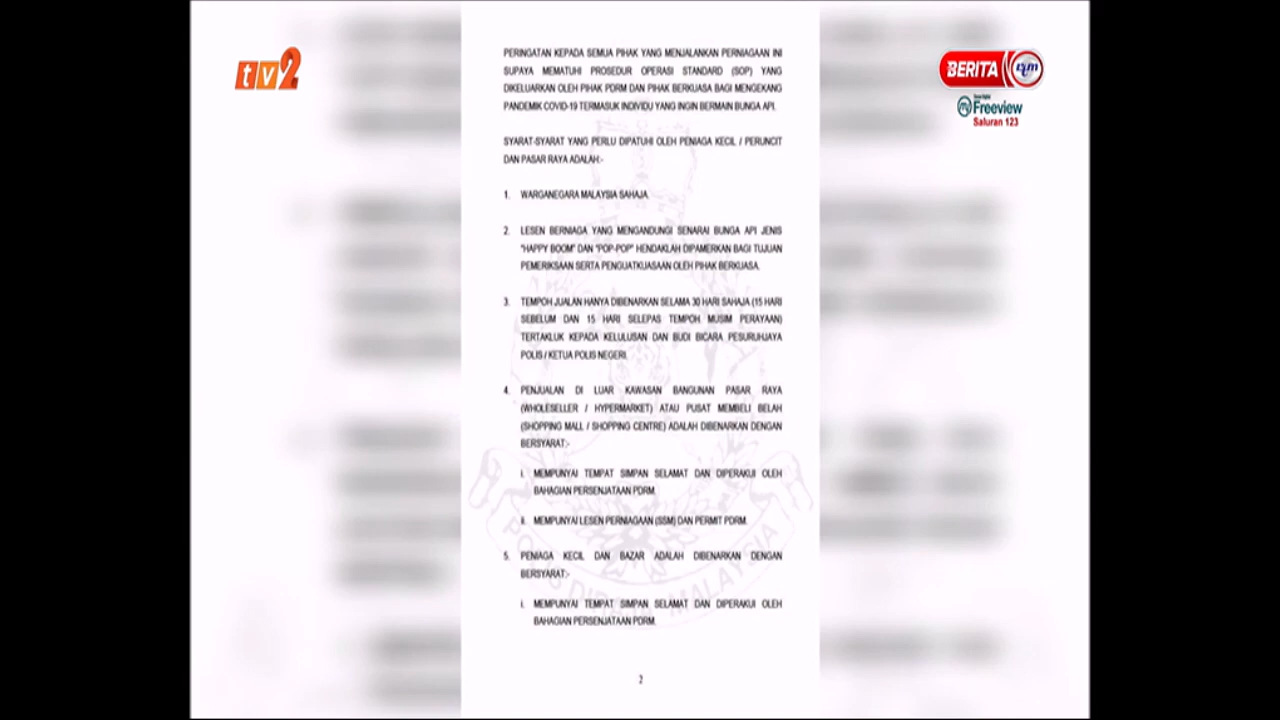 tv2
BERITA rtm
Freeview
Saluran 123
PERINGATAN KEPADA SEMUA PIHAK YANG MENJALANKAN PERNIAGAAN INI
SUPAYA MEMATUHI PROSEDUR OPERASI STANDARD (SOP) YANG
DIKELUARKAN OLEH PIHAK PDRM DAN PIHAK BERKUASA BAGI MENGEKANG
PANDEMIK COVID-19 TERMASUK INDIVIDU YANG INGIN BERMAIN BUNGA API.
SYARAT-SYARAT YANG PERLU DIPATUHI OLEH PENIAGA KECIL / PERUNCIT
DAN PASAR RAYA ADALAH:-
1. WARGANEGARA MALAYSIA SAHAJA.
2. LESEN BERNIAGA YANG MENGANDUNGI SENARAI BUNGA API JENIS
"HAPPY BOOM" DAN "POP-POP" HENDAKLAH DIPAMERKAN BAGI TUJUAN
PEMERIKSAAN SERTA PENGUATKUASAAN OLEH PIHAK BERKUASA.
3. TEMPOH JUALAN HANYA DIBENARKAN SELAMA 30 HARI SAHAJA (15 HARI
SEBELUM DAN 15 HARI SELEPAS TEMPOH MUSIM PERAYAAN)
TERTAKLUK KEPADA KELULUSAN DAN BUDI BICARA PESURUHJAYA
POLIS / KETUA POLIS NEGERI.
4. PENJUALAN DI LUAR KAWASAN BANGUNAN PASAR RAYA
(WHOLESELLER / HYPERMARKET) ATAU PUSAT MEMBELI BELAH
(SHOPPING MALL / SHOPPING CENTRE) ADALAH DIBENARKAN DENGAN
BERSYARAT:-
i. MEMPUNYAI TEMPAT SIMPAN SELAMAT DAN DIPERAKUI OLEH
BAHAGIAN PERSENJATAAN PDRM.
ii. MEMPUNYAI LESEN PERNIAGAAN (SSM) DAN PERMIT PDRM.
5. PENIAGA KECIL DAN BAZAR ADALAH DIBENARKAN DENGAN
BERSYARAT:-
i. MEMPUNYAI TEMPAT SIMPAN SELAMAT DAN DIPERAKUI OLEH
BAHAGIAN PERSENJATAAN PDRM.
POLIS DIRAJA MALAYSIA
2